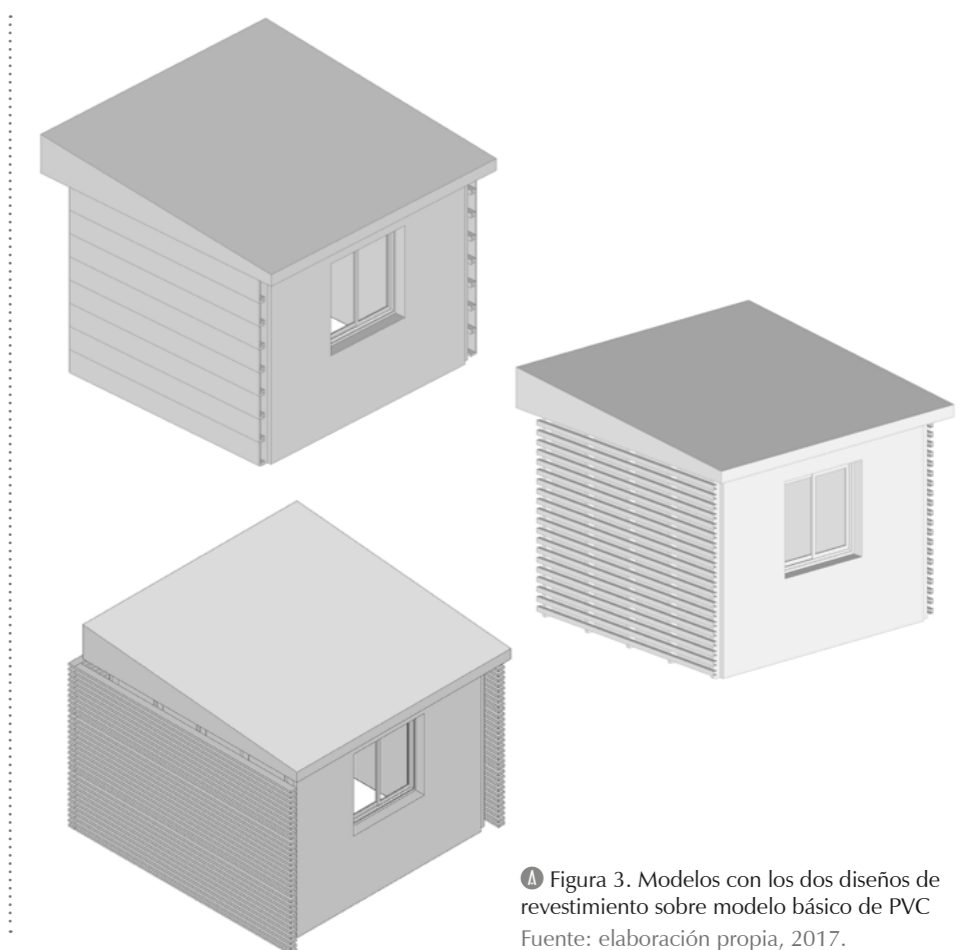 Figura 3. Modelos con los dos diseños de
revestimiento sobre modelo básico de PVC
Fuente: elaboración propia, 2017.